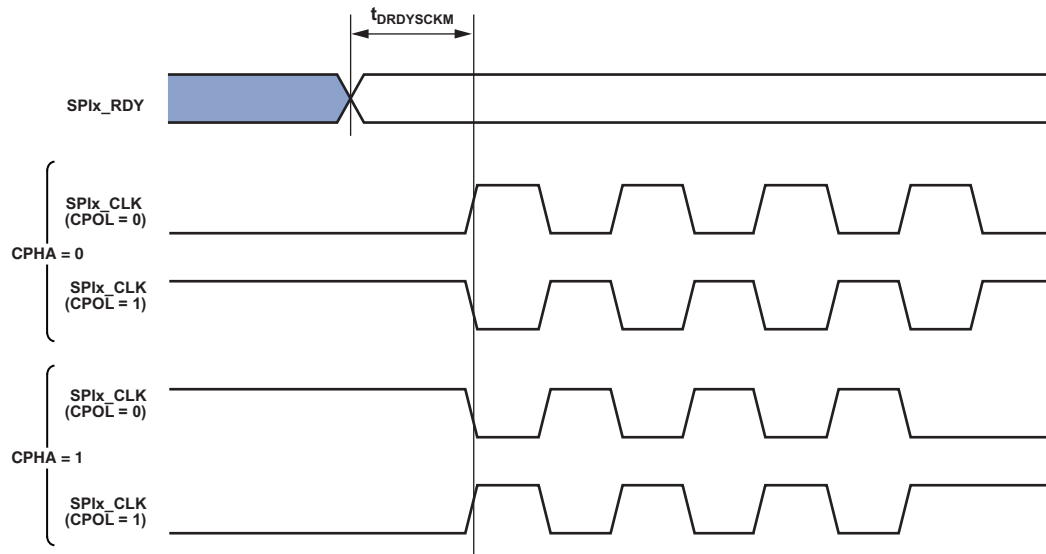 tDRDYSCKM
SPIx_RDY
SPIx_CLK
(CPOL = 0)
CPHA = 0
SPIx_CLK
(CPOL = 1)
SPIx_CLK
(CPOL = 0)
CPHA = 1
SPIx_CLK
(CPOL = 1)